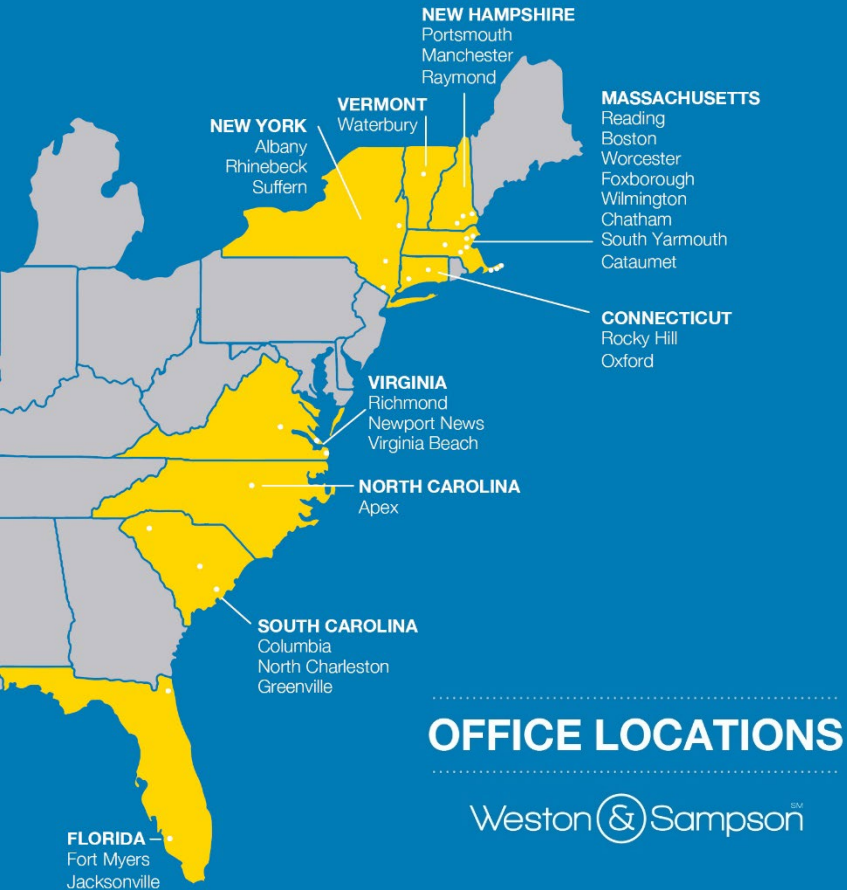 NEW HAMPSHIRE
Portsmouth
Manchester
Raymond
VERMONT
Waterbury
NEW YORK
Albany
Rhinebeck
Suffern
MASSACHUSETTS
Reading
Boston
Worcester
Foxborough
Wilmington
Chatham
South Yarmouth
Cataumet
CONNECTICUT
Rocky Hill
Oxford
VIRGINIA
Richmond
Newport News
Virginia Beach
NORTH CAROLINA
Apex
SOUTH CAROLINA
Columbia
North Charleston
Greenville
FLORIDA
Fort Myers
Jacksonville
OFFICE LOCATIONS
Weston & Sampson SM